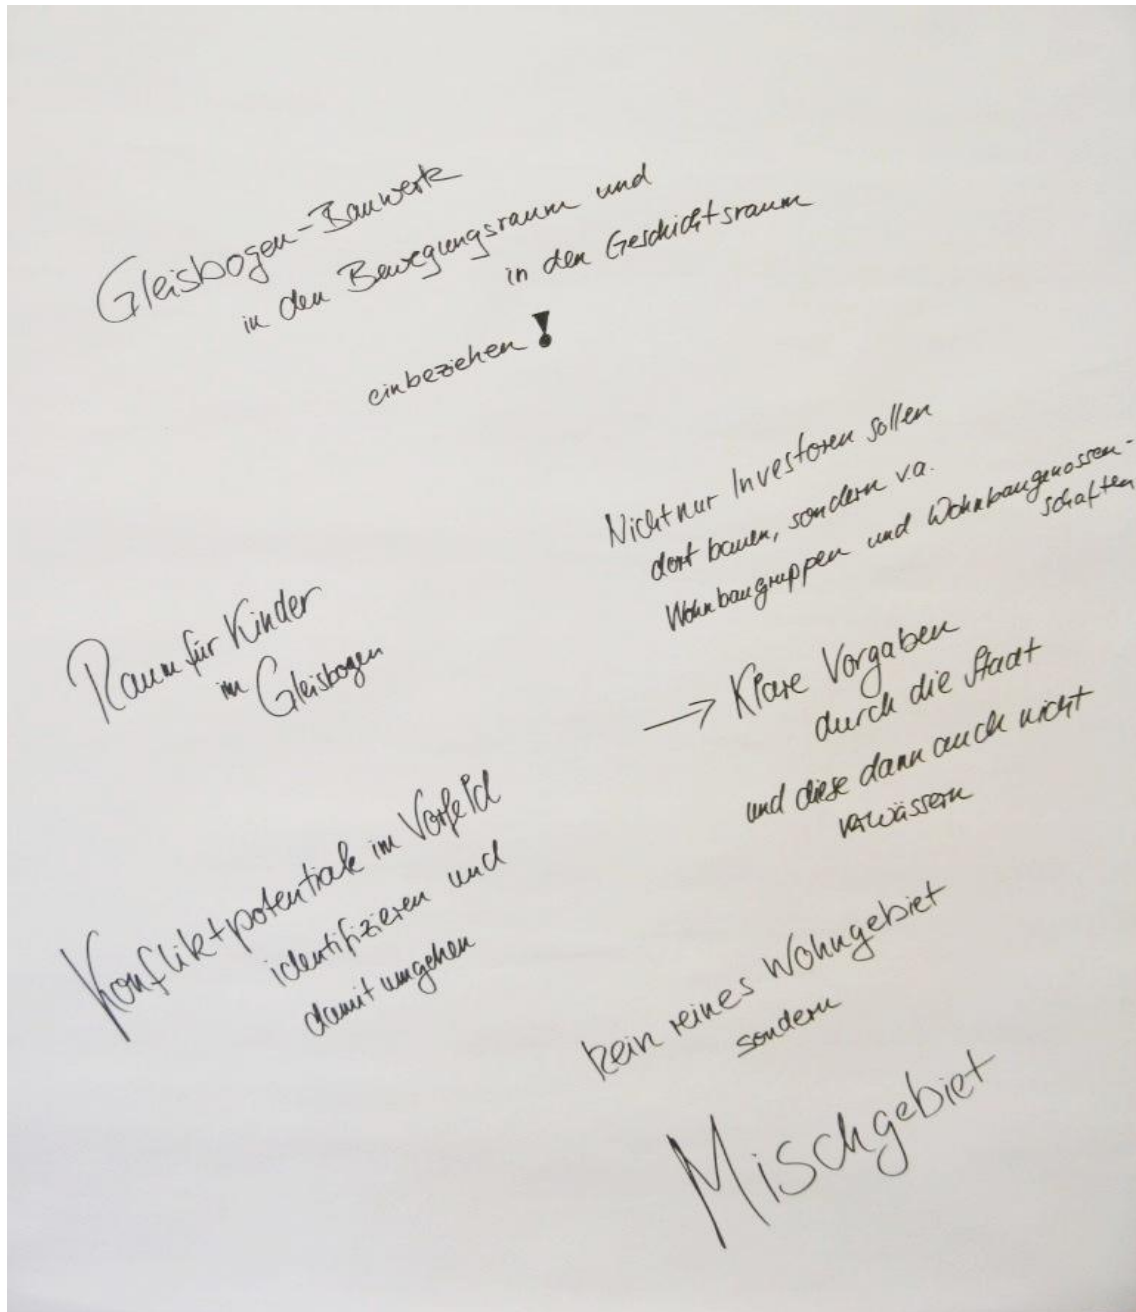 Gleisbogen-Bauwerk
in den Bewegungsraum und
in den Geschichtsraum
einbeziehen!
Nicht nur Investoren sollen
dort bauen, sondern v.a.
Wohnbaugruppen und Wohnbaugenossen-
schaften
→ Klare Vorgaben
durch die Stadt
und diese dann auch nicht
verwässern
Raum für Kinder
im Gleisbogen
Konfliktpotentiale im Vorfeld
identifizieren und
damit umgehen
kein reines Wohngebiet
sondern
Mischgebiet